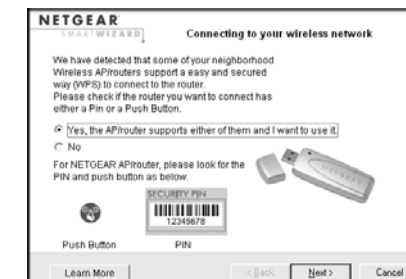 NETGEAR
SMARTWIZARD
Connecting to your wireless network
We have detected that some of your neighborhood
Wireless AP/routers support a easy and secured
way (WPS) to connect to the router.
Please check if the router you want to connect has
either a Pin or a Push Button.
Yes, the AP/router supports either of them and I want to use it.
No
For NETGEAR AP/router, please look for the
PIN and push button as below.
NETGEAR
SECURITY PIN
12345678
Push Button
PIN
Learn More
< Back
Next >
Cancel